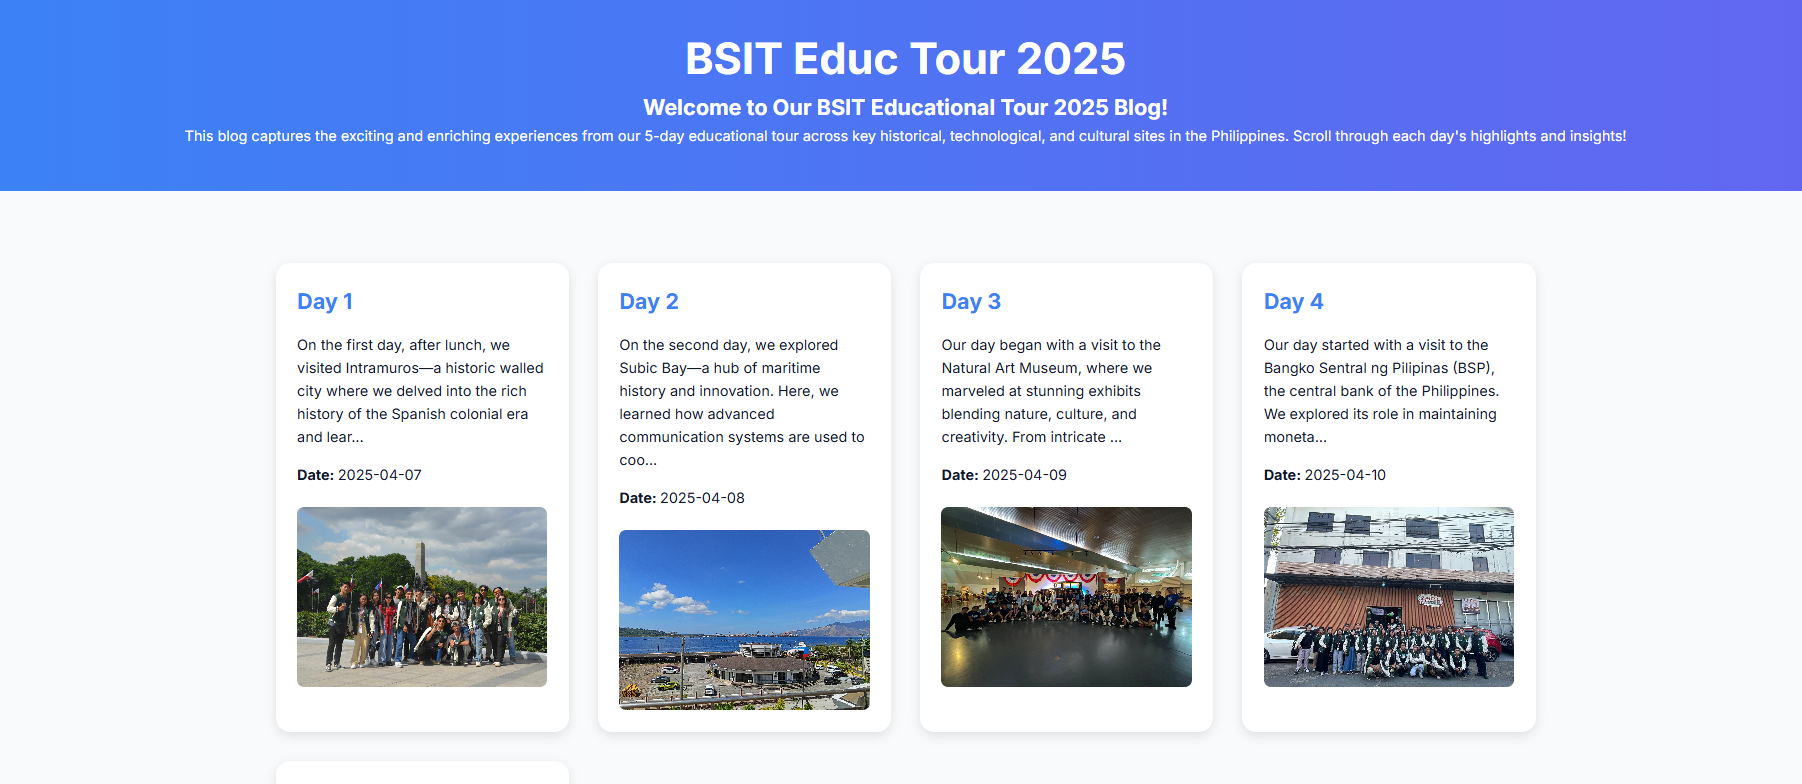 BSIT Educ Tour 2025
Welcome to Our BSIT Educational Tour 2025 Blog!
This blog captures the exciting and enriching experiences from our 5-day educational tour across key historical, technological, and cultural sites in the Philippines. Scroll through each day's highlights and insights!
Day 1
On the first day, after lunch, we
visited Intramuros—a historic walled
city where we delved into the rich
history of the Spanish colonial era
and lear...
Date: 2025-04-07
Day 2
On the second day, we explored
Subic Bay—a hub of maritime
history and innovation. Here, we
learned how advanced
communication systems are used to
coo...
Date: 2025-04-08
Day 3
Our day began with a visit to the
Natural Art Museum, where we
marveled at stunning exhibits
blending nature, culture, and
creativity. From intricate ...
Date: 2025-04-09
Day 4
Our day started with a visit to the
Bangko Sentral ng Pilipinas (BSP),
the central bank of the Philippines.
We explored its role in maintaining
moneta...
Date: 2025-04-10